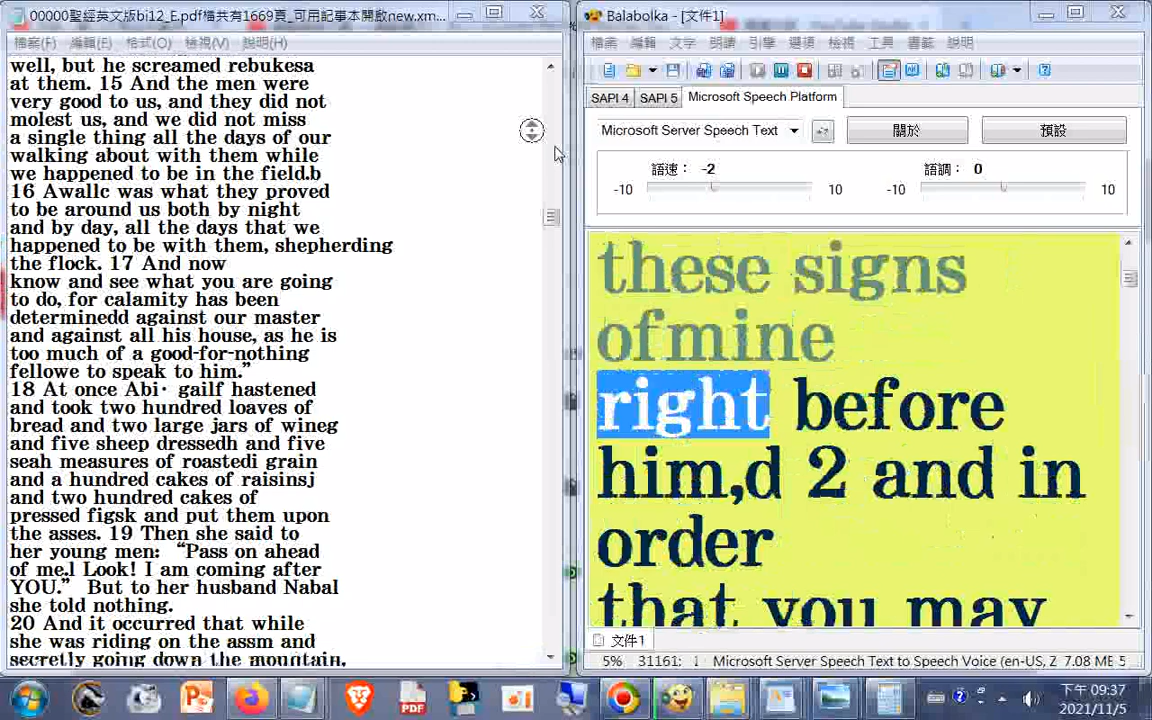 00000聖經英文版bi12_E.pdf檔共有1669頁_可用記事本開啟new.xm...
檔案(F) 編輯(E) 格式(O) 檢視(V) 說明(H)
well, but he screamed rebukesa
at them. 15 And the men were
very good to us, and they did not
molest us, and we did not miss
a single thing all the days of our
walking about with them while
we happened to be in the field.b
16 Awallc was what they proved
to be around us both by night
and by day, all the days that we
happened to be with them, shepherding
the flock. 17 And now
know and see what you are going
to do, for calamity has been
determinedd against our master
and against all his house, as he is
too much of a good-for-nothing
fellowe to speak to him.”
18 At once Abi· gailf hastened
and took two hundred loaves of
bread and two large jars of wineg
and five sheep dressedh and five
seah measures of roastedi grain
and a hundred cakes of raisinsj
and two hundred cakes of
pressed figsk and put them upon
the asses. 19 Then she said to
her young men: “Pass on ahead
of me.l Look! I am coming after
YOU.” But to her husband Nabal
she told nothing.
20 And it occurred that while
she was riding on the assm and
secretly going down the mountain,
Balabolka - [文件1]
檔案 編輯 文字 朗讀 引擎 選項 檢視 工具 書籤 說明
SAPI 4 SAPI 5 Microsoft Speech Platform
Microsoft Server Speech Text 關於 預設
語速： -2 語調： 0
-10 10 -10 10
these signs
of mine
right before
him,d 2 and in
order
that you may
文件1
5% 31161: 1 Microsoft Server Speech Text to Speech Voice (en-US, Z 7.08 MB 5
PDF
下午 09:37
2021/11/5